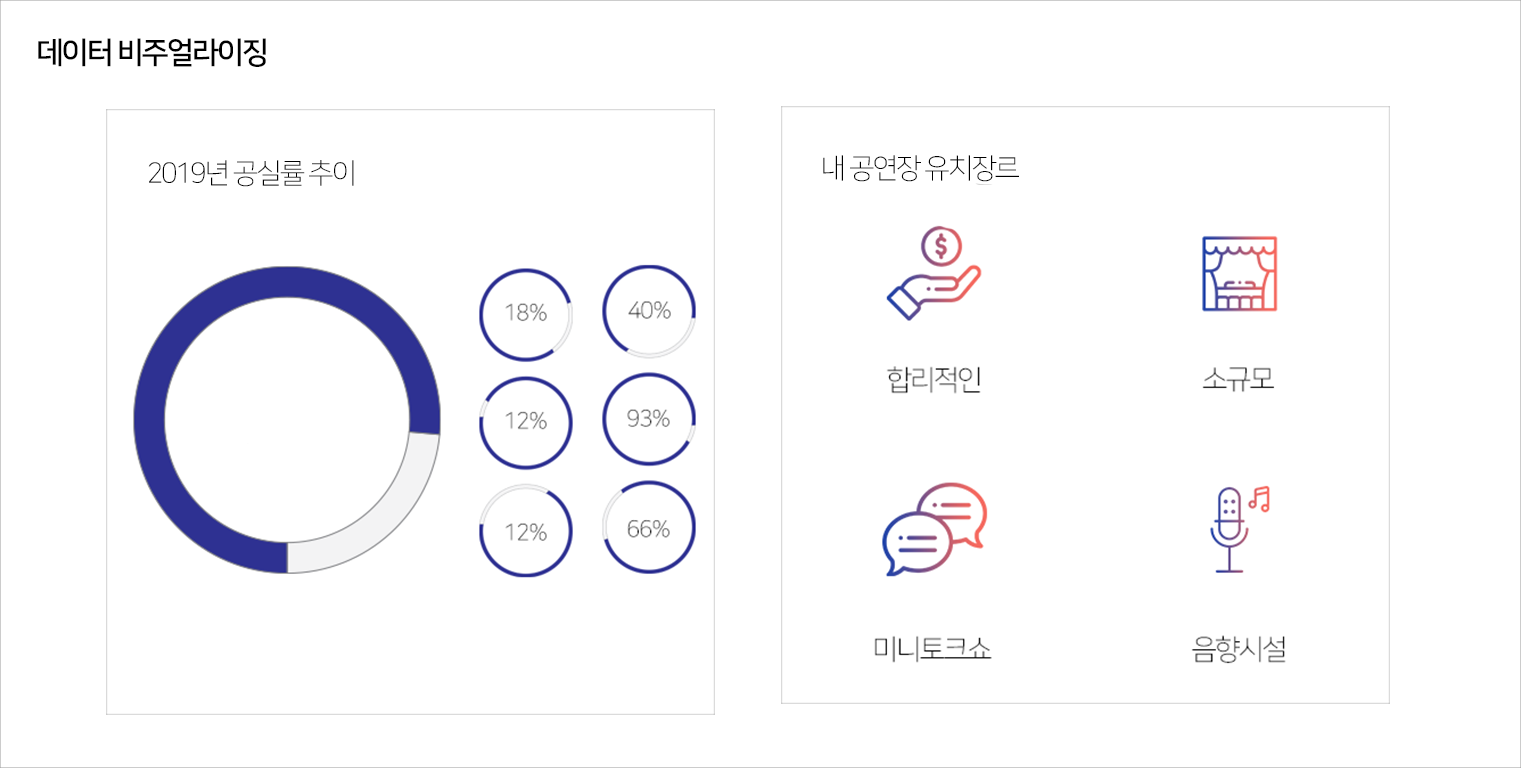 데이터 비주얼라이징
2019년 공실률 추이
18%
40%
12%
93%
12%
66%
내 공연장 유치장르
$
합리적인
소규모
미니토크쇼
음향시설